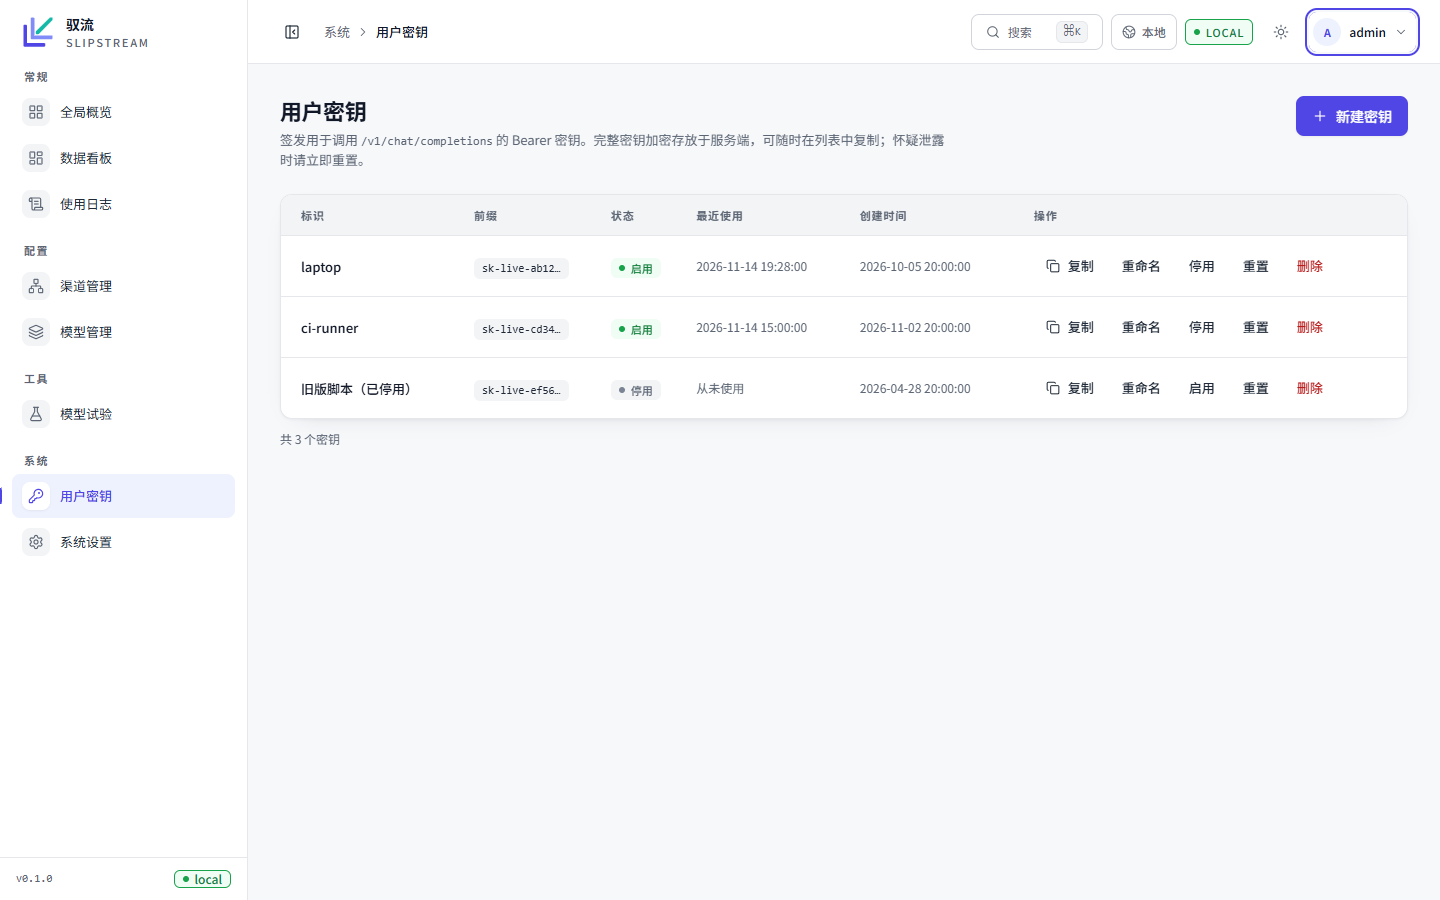 驭流
SLIPSTREAM
常规
全局概览
数据看板
使用日志
配置
渠道管理
模型管理
工具
模型试验
系统
用户密钥
系统设置
v0.1.0
local
系统 > 用户密钥
搜索 ⌘K
本地
LOCAL
A admin
用户密钥
签发用于调用 /v1/chat/completions 的 Bearer 密钥。完整密钥加密存放于服务端，可随时在列表中复制；怀疑泄露
时请立即重置。
+ 新建密钥
标识 前缀 状态 最近使用 创建时间 操作
laptop sk-live-ab12… 启用 2026-11-14 19:28:00 2026-10-05 20:00:00 复制 重命名 停用 重置 删除
ci-runner sk-live-cd34… 启用 2026-11-14 15:00:00 2026-11-02 20:00:00 复制 重命名 停用 重置 删除
旧版脚本（已停用） sk-live-ef56… 停用 从未使用 2026-04-28 20:00:00 复制 重命名 启用 重置 删除
共 3 个密钥